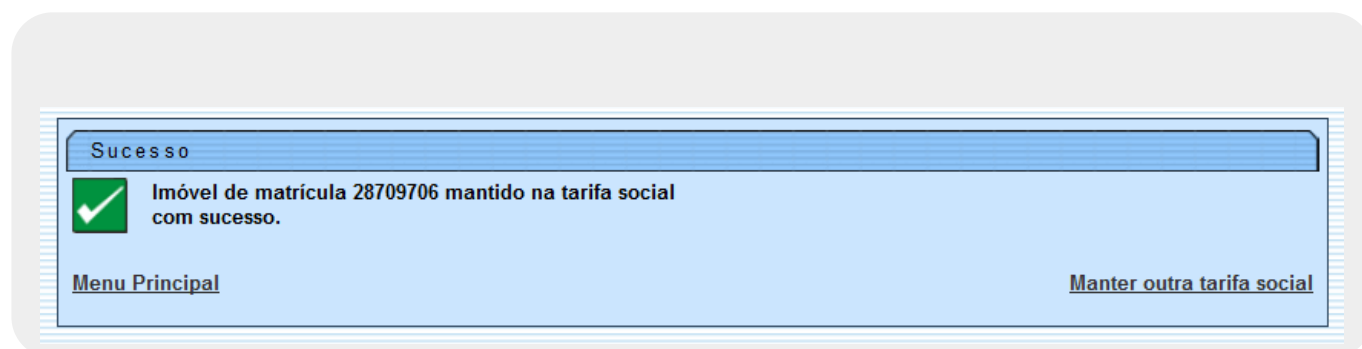 Sucesso
Imóvel de matrícula 28709706 mantido na tarifa social
com sucesso.
Menu Principal
Manter outra tarifa social